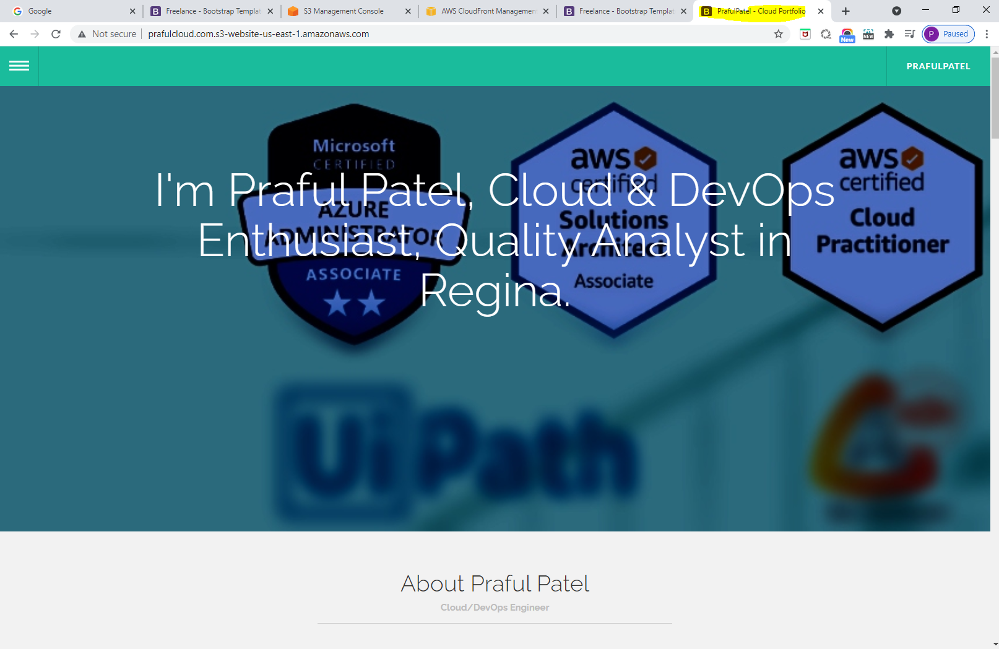 Google
Freelance - Bootstrap Templat
S3 Management Console
AWS CloudFront Managemen
Freelance - Bootstrap Templat
PrafulPatel - Cloud Portfolio
Not secure
prafulcloud.com.s3-website-us-east-1.amazonaws.com
New
NEW
P
Paused
PRAFULPATEL
Microsoft
CERTIFIED
AZURE
ADMINISTRATOR
ASSOCIATE
aws
certified
Solutions
Architect
Associate
aws
certified
Cloud
Practitioner
I'm Praful Patel, Cloud & DevOps
Enthusiast, Quality Analyst in
Regina.
UiPath
About Praful Patel
Cloud/DevOps Engineer